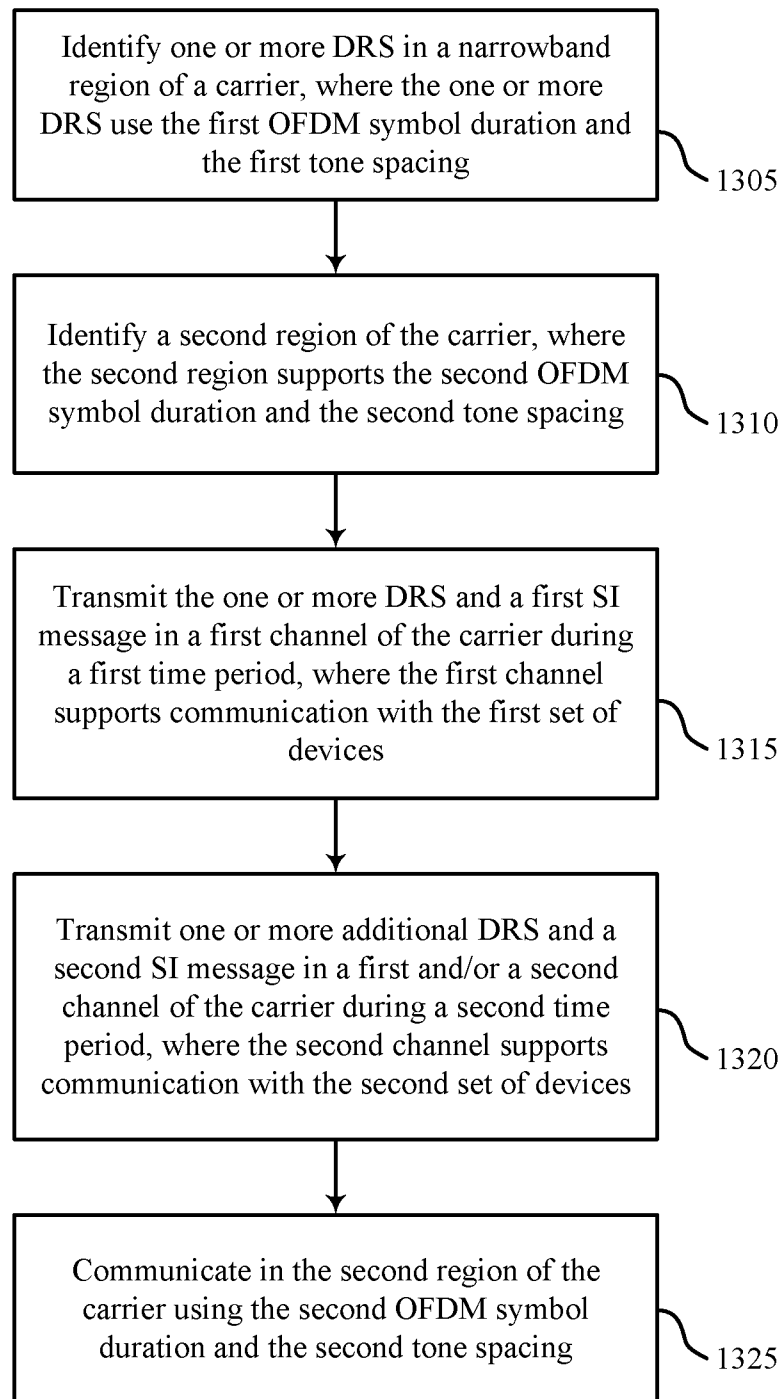 Identify one or more DRS in a narrowband
region of a carrier, where the one or more
DRS use the first OFDM symbol duration and
the first tone spacing
1305
Identify a second region of the carrier, where
the second region supports the second OFDM
symbol duration and the second tone spacing
1310
Transmit the one or more DRS and a first SI
message in a first channel of the carrier during
a first time period, where the first channel
supports communication with the first set of
devices
1315
Transmit one or more additional DRS and a
second SI message in a first and/or a second
channel of the carrier during a second time
period, where the second channel supports
communication with the second set of devices
1320
Communicate in the second region of the
carrier using the second OFDM symbol
duration and the second tone spacing
1325